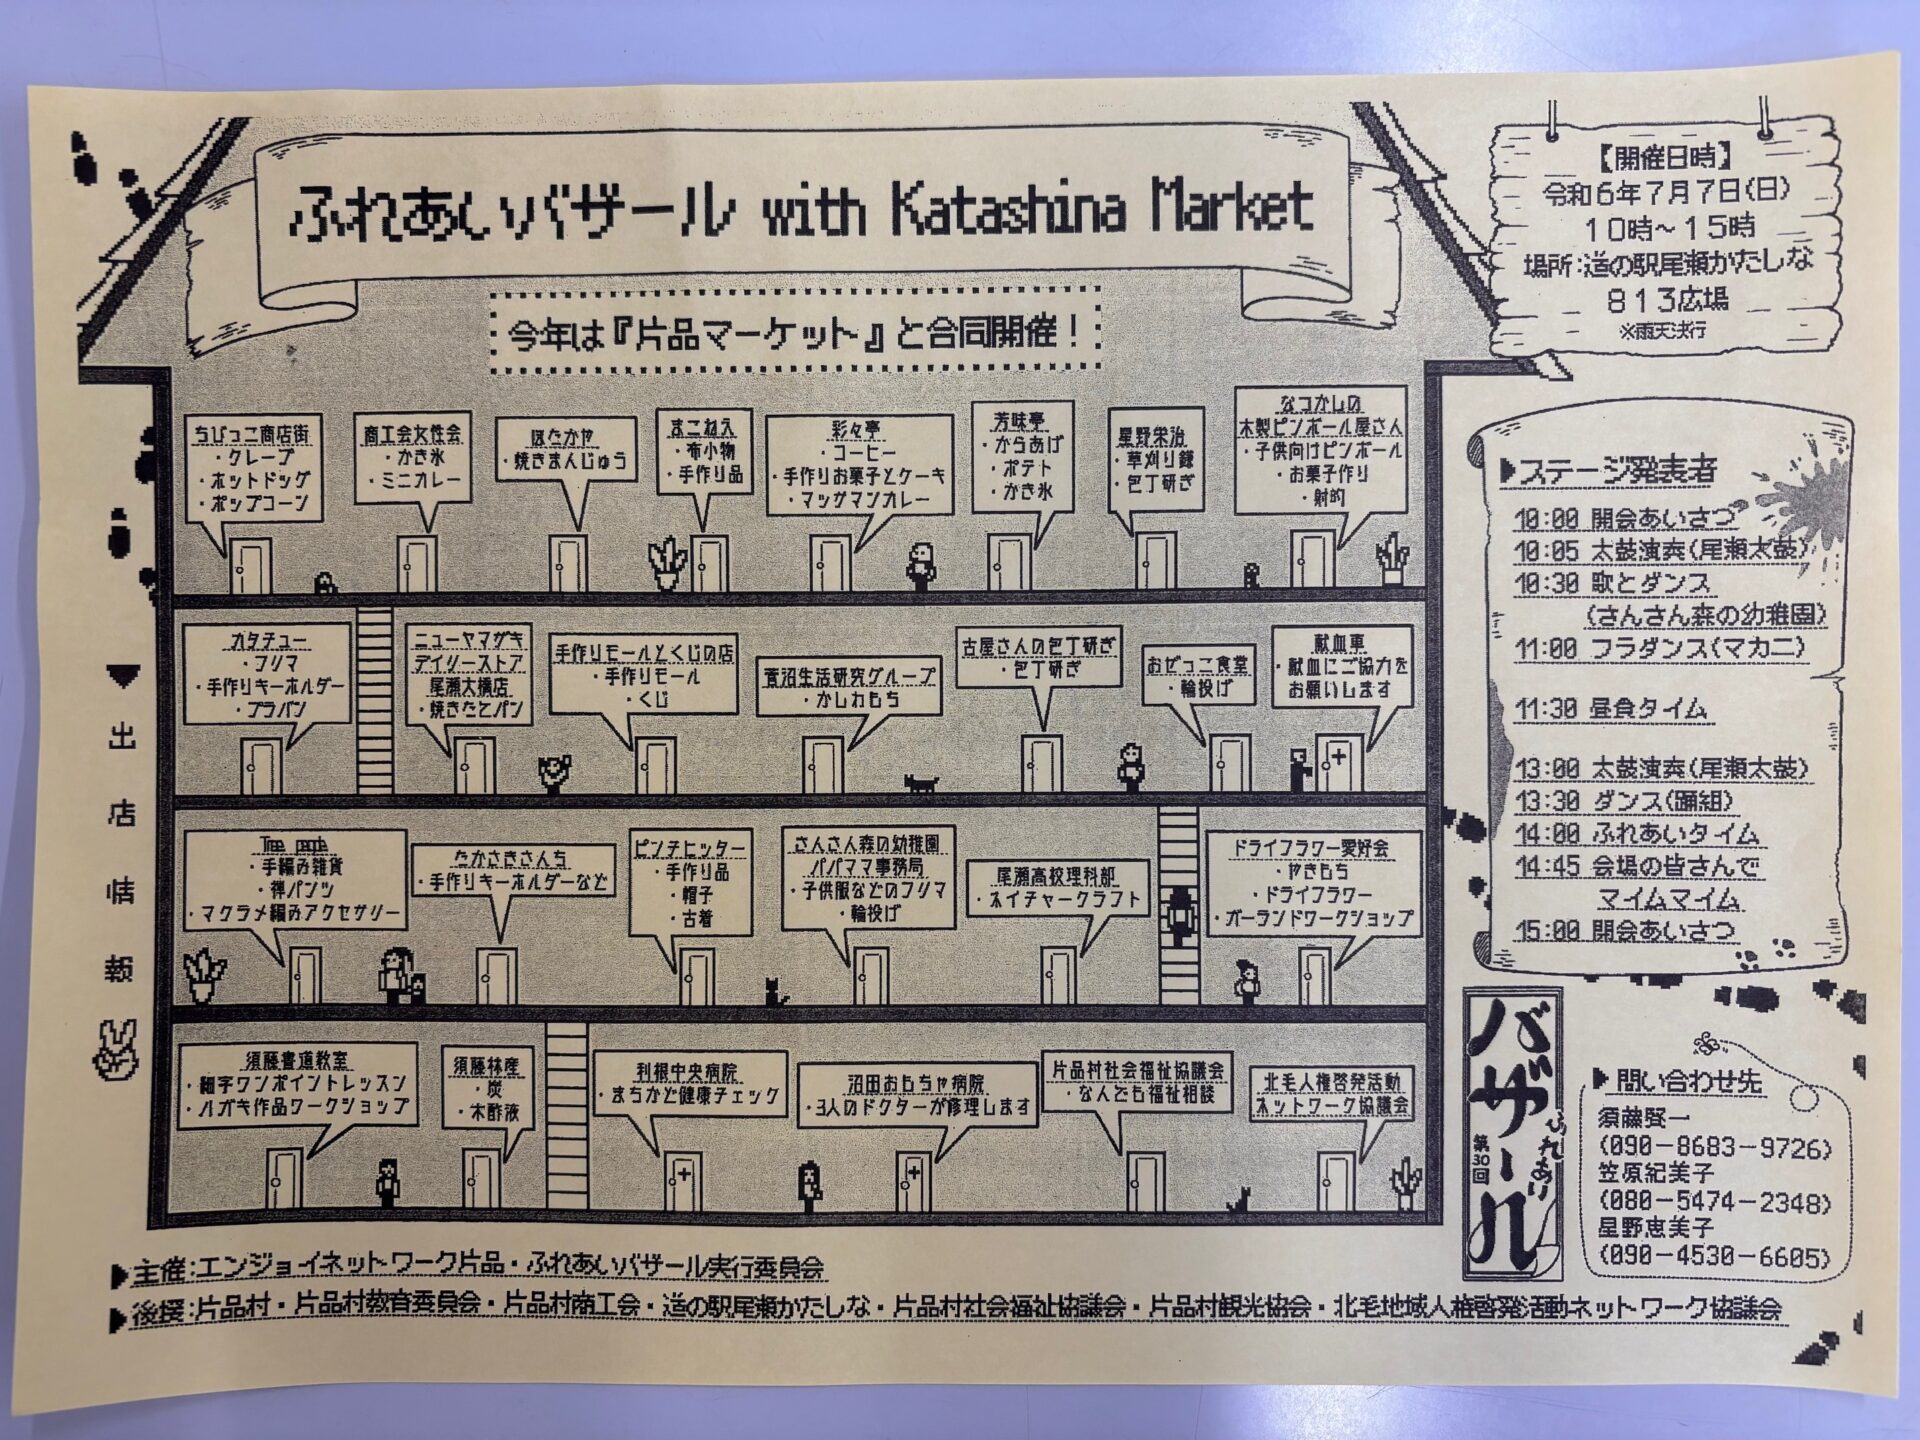 ふれあいバザール with Katashina Market
今年は『片品マーケット』と合同開催！
【開催日時】
令和6年7月7日(日)
10時～15時
場所:道の駅尾瀬かたしな
813広場
※雨天決行
▼出店情報
ちびっこ商店街
・クレープ
・ホットドッグ
・ポップコーン
商工会女性会
・かき氷
・ミニカレー
ほたかや
・焼きまんじゅう
まこねえ
・布小物
・手作り品
彩々亭
・コーヒー
・手作りお菓子とケーキ
・マッグマンカレー
芳味亭
・からあげ
・ポテト
・かき氷
星野栄治
・草刈り鎌
・包丁研ぎ
なつかしの
木製ピンボール屋さん
・子供向けピンボール
・お菓子作り
・射的
カタチュー
・フリマ
・手作りキーホルダー
・プラバン
ニューヤマザキ
デイリーストア
尾瀬大橋店
・焼きたてパン
手作りモールとくじの店
・手作りモール
・くじ
菅沼生活研究グループ
・かしわもち
古屋さんの包丁研ぎ
・包丁研ぎ
おぜっこ食堂
・輪投げ
献血車
・献血にご協力を
お願いします
Tree people
・手編み雑貨
・禅パンツ
・マクラメ編みアクセサリー
たかさきさんち
・手作りキーホルダーなど
ピンチヒッター
・手作り品
・帽子
・古着
さんさん森の幼稚園
パパママ事務局
・子供服などのフリマ
・輪投げ
尾瀬高校理科部
・ネイチャークラフト
ドライフラワー愛好会
・やきもち
・ドライフラワー
・ガーランドワークショップ
須藤書道教室
・細字ワンポイントレッスン
・ハガキ作品ワークショップ
須藤林産
・炭
・木酢液
利根中央病院
・まちかど健康チェック
沼田おもちゃ病院
・3人のドクターが修理します
片品村社会福祉協議会
・なんでも福祉相談
北毛人権啓発活動
ネットワーク協議会
▶ステージ発表者
10:00 開会あいさつ
10:05 太鼓演奏(尾瀬太鼓)
10:30 歌とダンス
(さんさん森の幼稚園)
11:00 フラダンス(マカニ)
11:30 昼食タイム
13:00 太鼓演奏(尾瀬太鼓)
13:30 ダンス(踊組)
14:00 ふれあいタイム
14:45 会場の皆さんで
マイムマイム
15:00 閉会あいさつ
第30回
ふれあい
バザール
▶問い合わせ先
須藤賢一
(090-8683-9726)
笠原紀美子
(080-5474-2348)
星野恵美子
(090-4530-6605)
▶主催:エンジョイネットワーク片品・ふれあいバザール実行委員会
▶後援:片品村・片品村教育委員会・片品村商工会・道の駅尾瀬かたしな・片品村社会福祉協議会・片品村観光協会・北毛地域人権啓発活動ネットワーク協議会